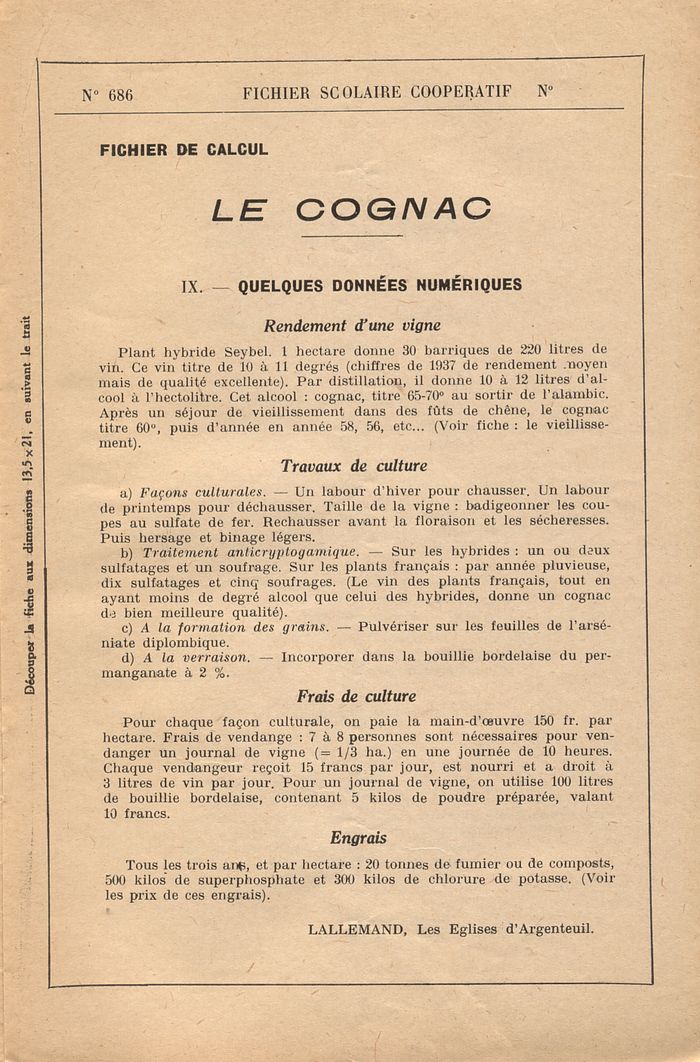 N° 686 FICHIER SCOLAIRE COOPERATIF N°
FICHIER DE CALCUL
LE COGNAC
IX. — QUELQUES DONNÉES NUMÉRIQUES
Rendement d'une vigne
Plant hybride Seybel. 1 hectare donne 30 barriques de 220 litres de
vin. Ce vin titre de 10 à 11 degrés (chiffres de 1937 de rendement moyen
mais de qualité excellente). Par distillation, il donne 10 à 12 litres d'al-
cool à l'hectolitre. Cet alcool : cognac, titre 65-70° au sortir de l'alambic.
Après un séjour de vieillissement dans des fûts de chêne, le cognac
titre 60°, puis d'année en année 58, 56, etc... (Voir fiche : le vieillisse-
ment).
Travaux de culture
a) Façons culturales. — Un labour d'hiver pour chausser. Un labour
de printemps pour déchausser. Taille de la vigne : badigeonner les cou-
pes au sulfate de fer. Rechausser avant la floraison et les sécheresses.
Puis hersage et binage légers.
b) Traitement anticryptogamique. — Sur les hybrides : un ou deux
sulfatages et un soufrage. Sur les plants français : par année pluvieuse,
dix sulfatages et cinq soufrages. (Le vin des plants français, tout en
ayant moins de degré alcool que celui des hybrides, donne un cognac
de bien meilleure qualité).
c) A la formation des grains. — Pulvériser sur les feuilles de l'arsé-
niate diplombique.
d) A la verraison. — Incorporer dans la bouillie bordelaise du per-
manganate à 2 %.
Frais de culture
Pour chaque façon culturale, on paie la main-d'œuvre 150 fr. par
hectare. Frais de vendange : 7 à 8 personnes sont nécessaires pour ven-
danger un journal de vigne (= 1/3 ha.) en une journée de 10 heures.
Chaque vendangeur reçoit 15 francs par jour, est nourri et a droit à
3 litres de vin par jour. Pour un journal de vigne, on utilise 100 litres
de bouillie bordelaise, contenant 5 kilos de poudre préparée, valant
10 francs.
Engrais
Tous les trois ans, et par hectare : 20 tonnes de fumier ou de composts,
500 kilos de superphosphate et 300 kilos de chlorure de potasse. (Voir
les prix de ces engrais).
LALLEMAND, Les Eglises d'Argenteuil.
Découper la fiche aux dimensions 13,5 x 21, en suivant le trait